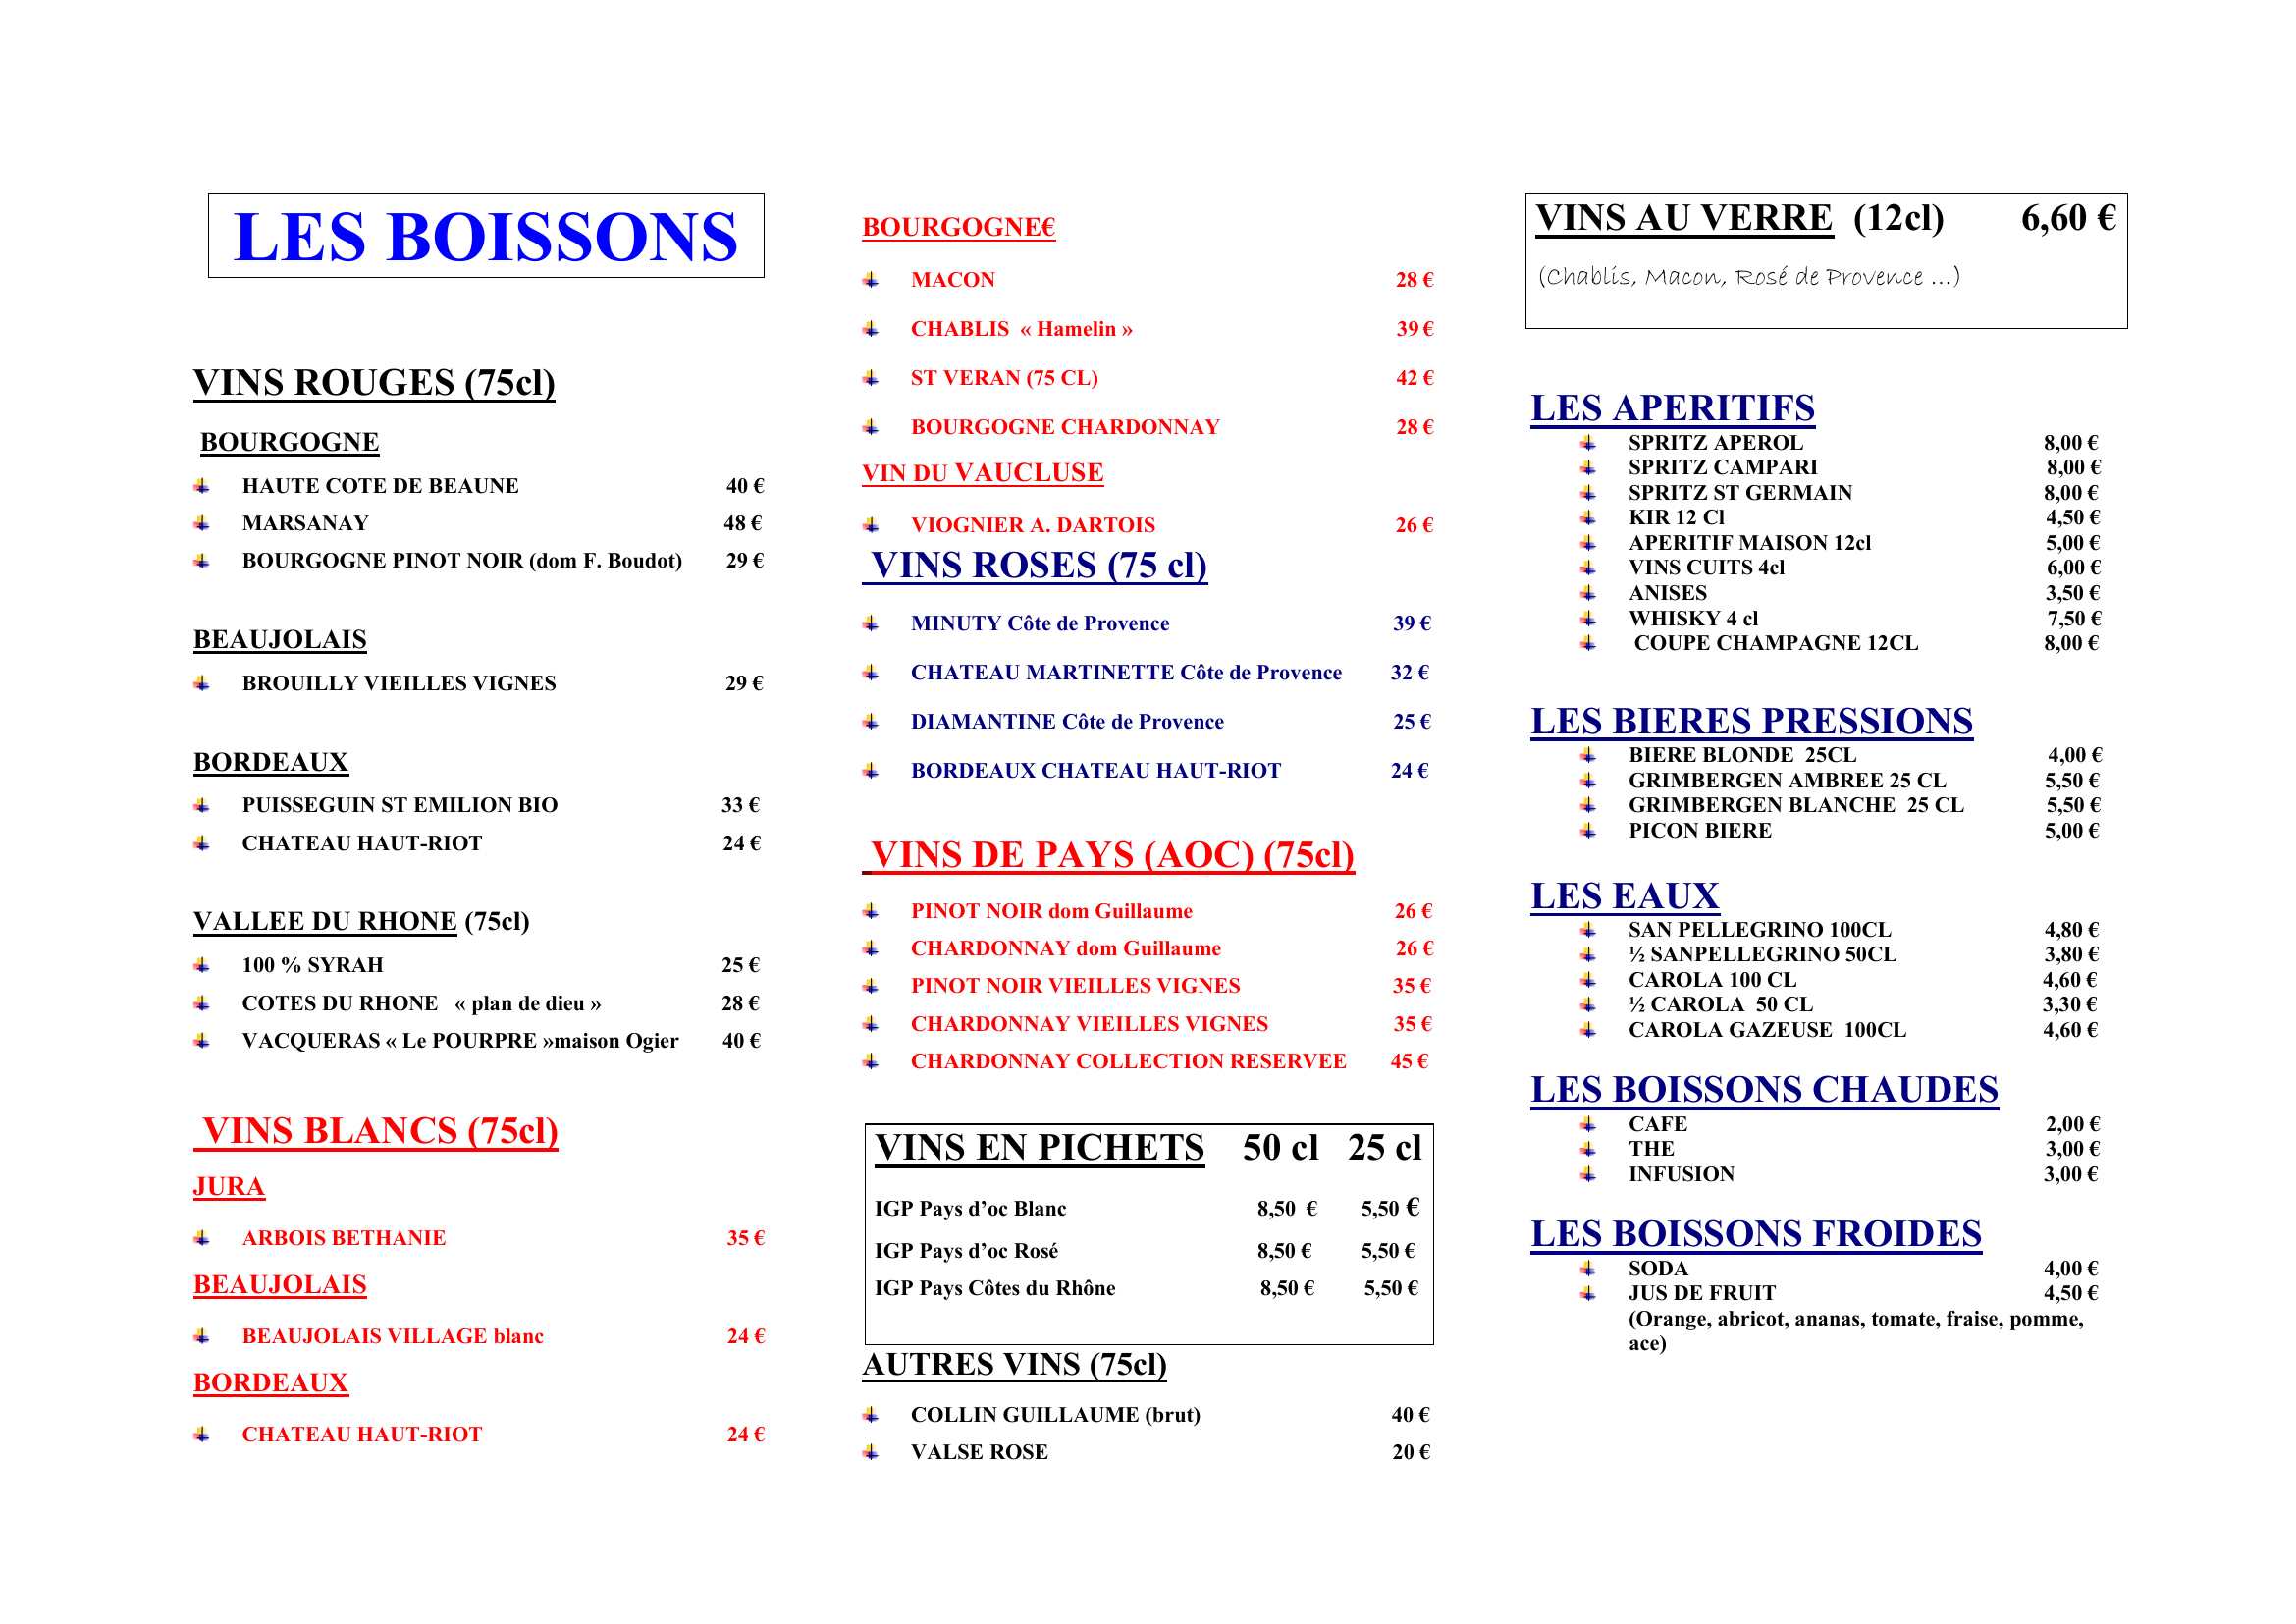 LES BOISSONS
VINS ROUGES (75cl)
BOURGOGNE
HAUTE COTE DE BEAUNE 40 €
MARSANAY 48 €
BOURGOGNE PINOT NOIR (dom F. Boudot) 29 €
BEAUJOLAIS
BROUILLY VIEILLES VIGNES 29 €
BORDEAUX
PUISSEGUIN ST EMILION BIO 33 €
CHATEAU HAUT-RIOT 24 €
VALLEE DU RHONE (75cl)
100 % SYRAH 25 €
COTES DU RHONE « plan de dieu » 28 €
VACQUERAS « Le POURPRE »maison Ogier 40 €
VINS BLANCS (75cl)
JURA
ARBOIS BETHANIE 35 €
BEAUJOLAIS
BEAUJOLAIS VILLAGE blanc 24 €
BORDEAUX
CHATEAU HAUT-RIOT 24 €
BOURGOGNE€
MACON 28 €
CHABLIS « Hamelin » 39 €
ST VERAN (75 CL) 42 €
BOURGOGNE CHARDONNAY 28 €
VIN DU VAUCLUSE
VIOGNIER A. DARTOIS 26 €
VINS ROSES (75 cl)
MINUTY Côte de Provence 39 €
CHATEAU MARTINETTE Côte de Provence 32 €
DIAMANTINE Côte de Provence 25 €
BORDEAUX CHATEAU HAUT-RIOT 24 €
VINS DE PAYS (AOC) (75cl)
PINOT NOIR dom Guillaume 26 €
CHARDONNAY dom Guillaume 26 €
PINOT NOIR VIEILLES VIGNES 35 €
CHARDONNAY VIEILLES VIGNES 35 €
CHARDONNAY COLLECTION RESERVEE 45 €
VINS EN PICHETS 50 cl 25 cl
IGP Pays d’oc Blanc 8,50 € 5,50 €
IGP Pays d’oc Rosé 8,50 € 5,50 €
IGP Pays Côtes du Rhône 8,50 € 5,50 €
AUTRES VINS (75cl)
COLLIN GUILLAUME (brut) 40 €
VALSE ROSE 20 €
VINS AU VERRE (12cl) 6,60 €
(Chablis, Macon, Rosé de Provence ...)
LES APERITIFS
SPRITZ APEROL 8,00 €
SPRITZ CAMPARI 8,00 €
SPRITZ ST GERMAIN 8,00 €
KIR 12 Cl 4,50 €
APERITIF MAISON 12cl 5,00 €
VINS CUITS 4cl 6,00 €
ANISES 3,50 €
WHISKY 4 cl 7,50 €
COUPE CHAMPAGNE 12CL 8,00 €
LES BIERES PRESSIONS
BIERE BLONDE 25CL 4,00 €
GRIMBERGEN AMBREE 25 CL 5,50 €
GRIMBERGEN BLANCHE 25 CL 5,50 €
PICON BIERE 5,00 €
LES EAUX
SAN PELLEGRINO 100CL 4,80 €
½ SANPELLEGRINO 50CL 3,80 €
CAROLA 100 CL 4,60 €
½ CAROLA 50 CL 3,30 €
CAROLA GAZEUSE 100CL 4,60 €
LES BOISSONS CHAUDES
CAFE 2,00 €
THE 3,00 €
INFUSION 3,00 €
LES BOISSONS FROIDES
SODA 4,00 €
JUS DE FRUIT 4,50 €
(Orange, abricot, ananas, tomate, fraise, pomme,
ace)